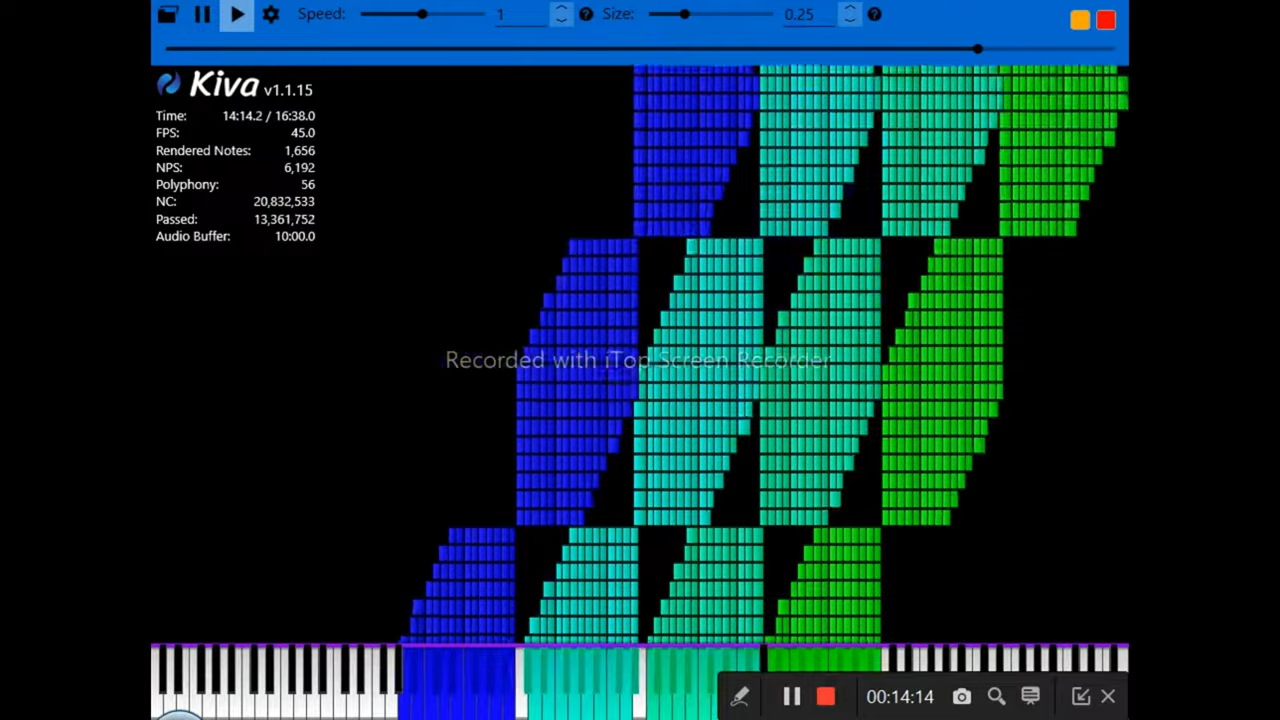 Speed: 1 Size: 0.25
Kiva v1.1.15
Time: 14:14.2 / 16:38.0
FPS: 45.0
Rendered Notes: 1,656
NPS: 6,192
Polyphony: 56
NC: 20,832,533
Passed: 13,361,752
Audio Buffer: 10:00.0
Recorded with iTop Screen Recorder
00:14:14